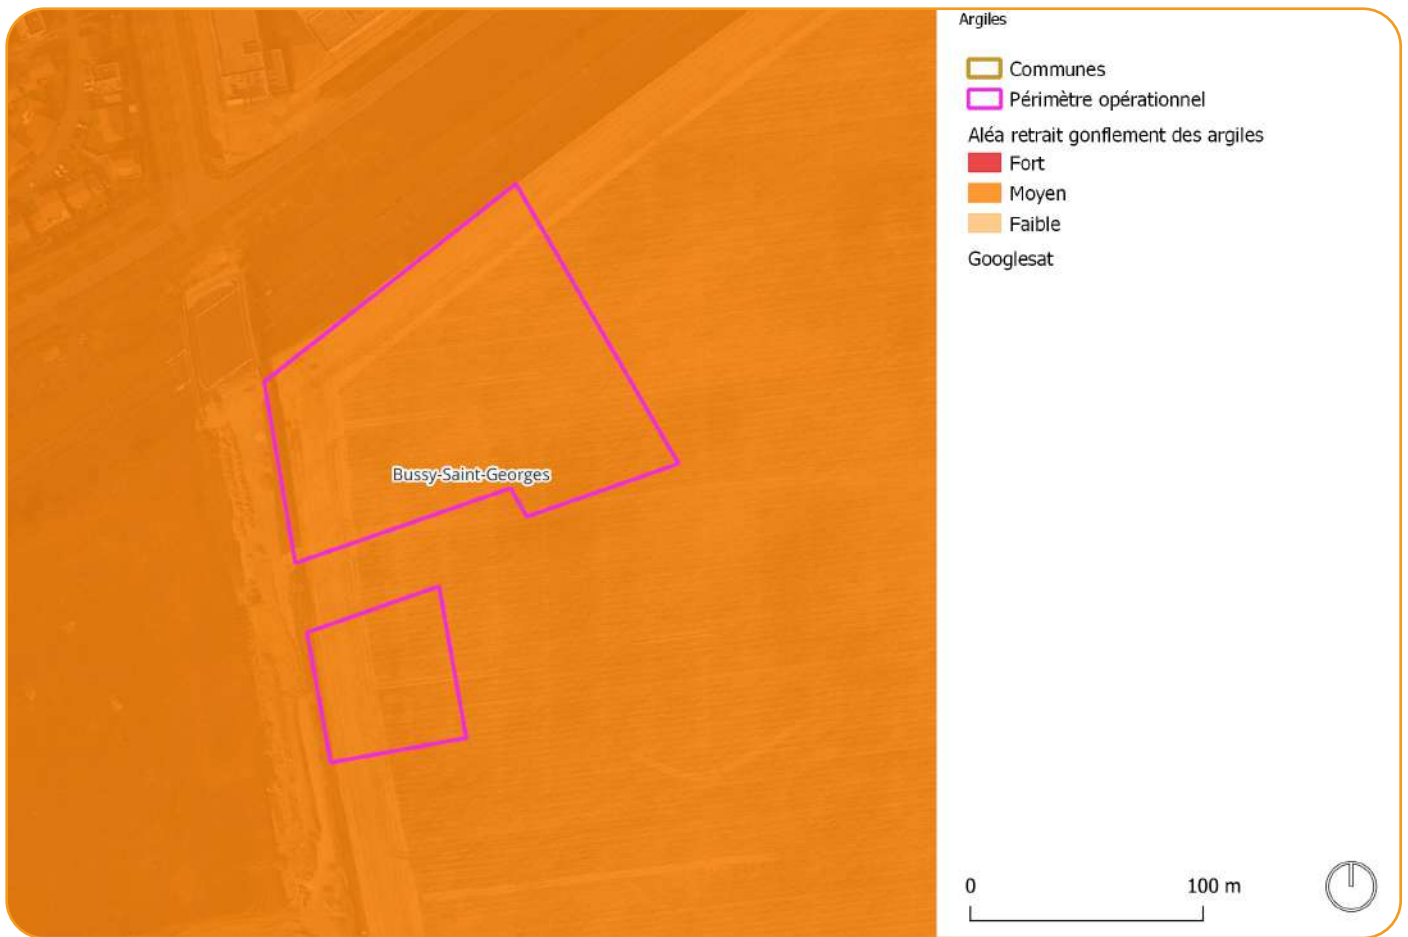 Argiles
Communes
Périmètre opérationnel
Aléa retrait gonflement des argiles
Fort
Moyen
Faible
Googlesat
Bussy-Saint-Georges
0 100 m